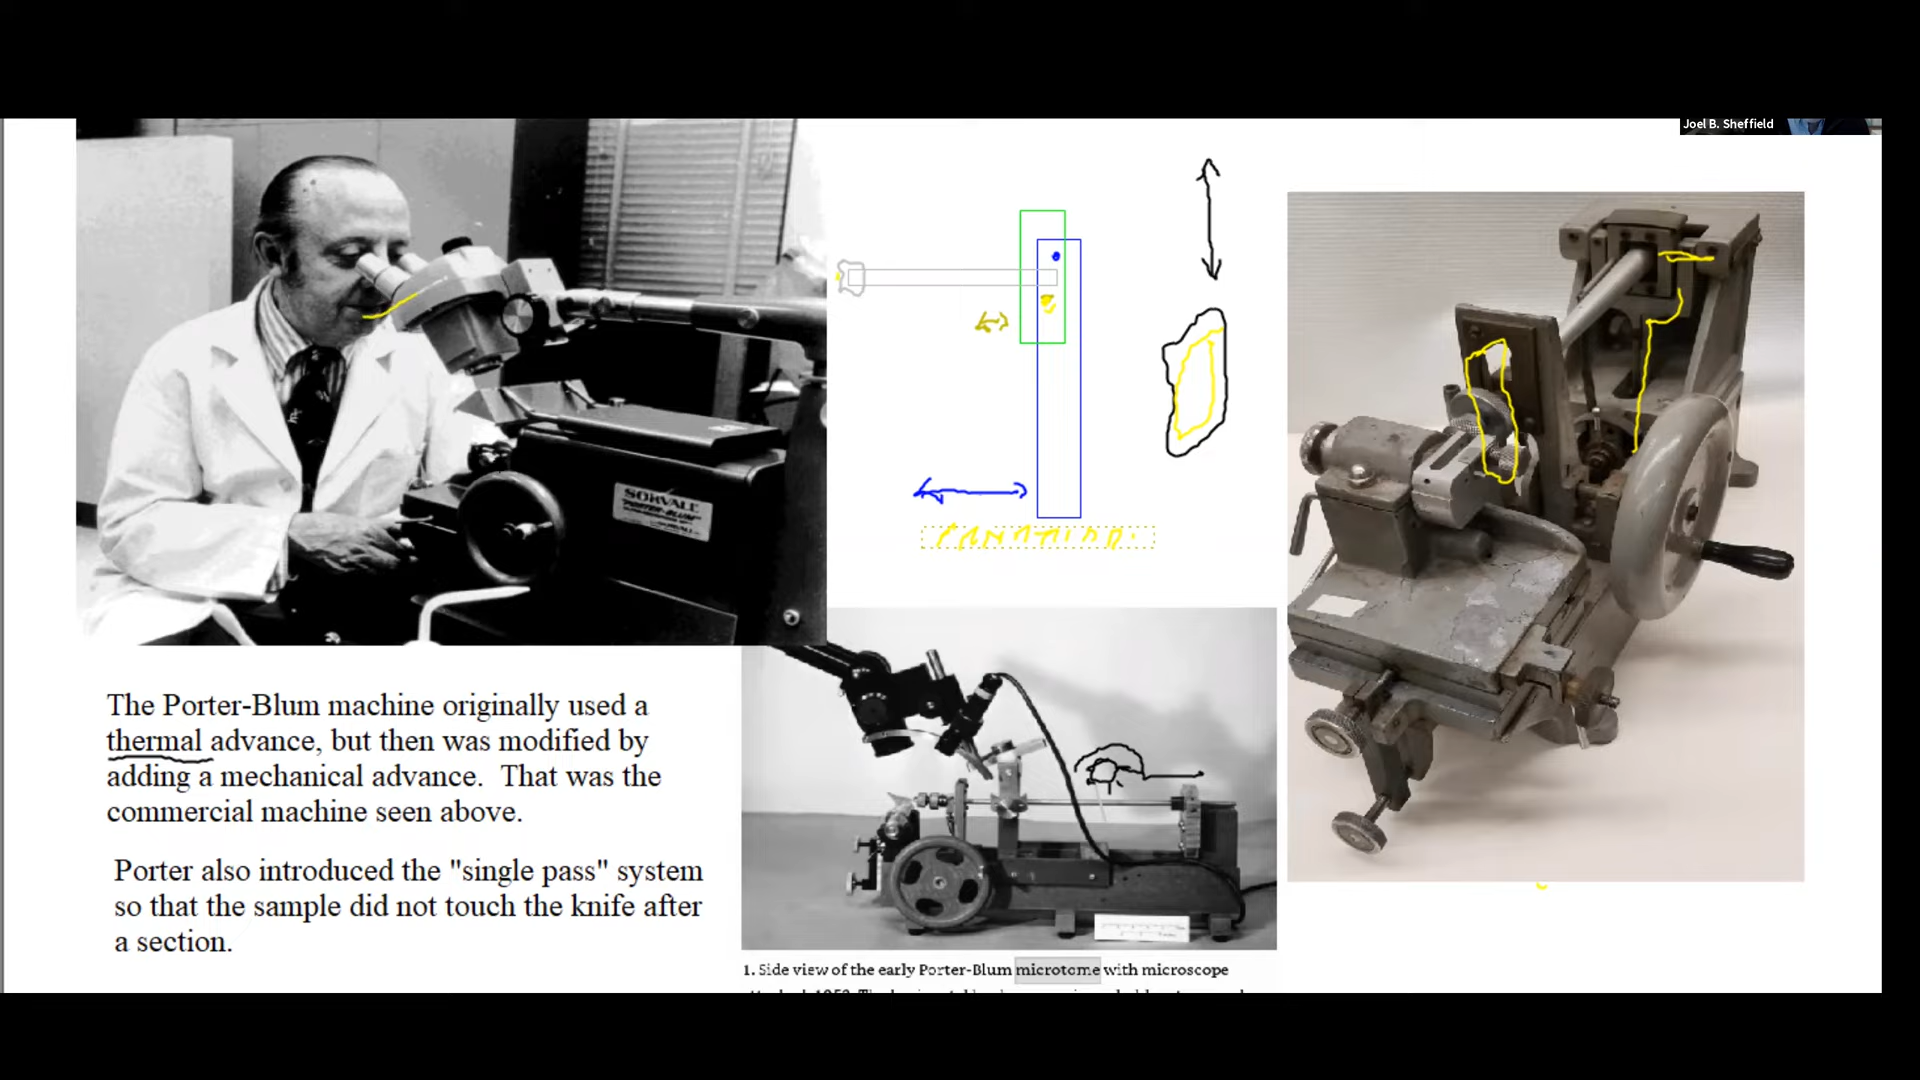 Joel B. Sheffield
SORVALL
"PORTER-BLUM"
The Porter-Blum machine originally used a
thermal advance, but then was modified by
adding a mechanical advance. That was the
commercial machine seen above.
Porter also introduced the "single pass" system
so that the sample did not touch the knife after
a section.
1. Side view of the early Porter-Blum microtome with microscope